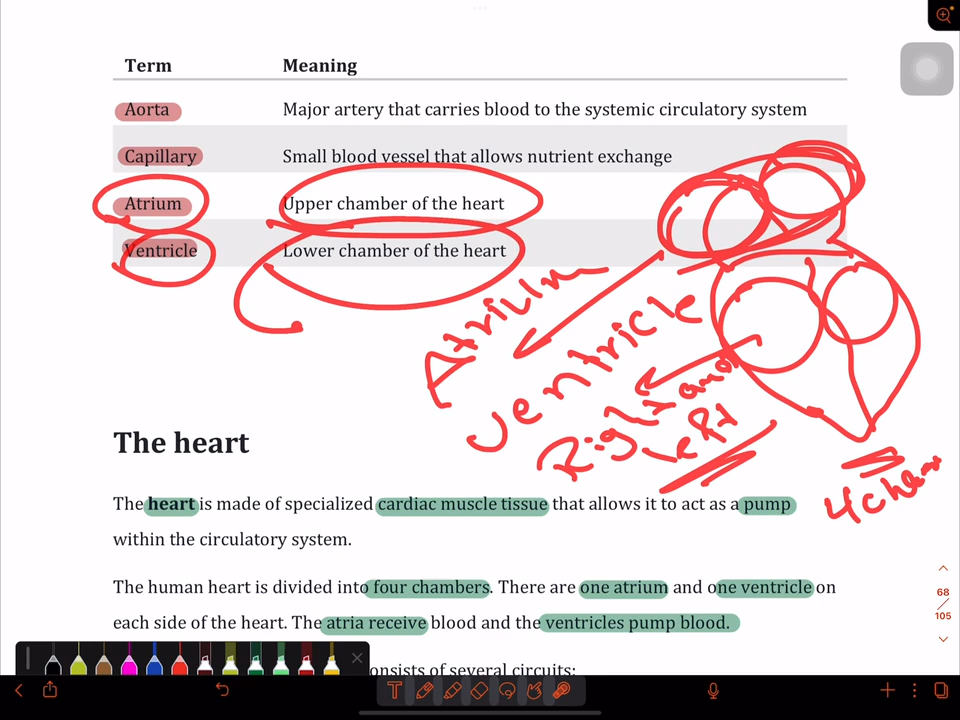 Term Meaning
Aorta Major artery that carries blood to the systemic circulatory system
Capillary Small blood vessel that allows nutrient exchange
Atrium Upper chamber of the heart
Ventricle Lower chamber of the heart
Atrium
Ventricle
Right and
left
4 cham
The heart
The heart is made of specialized cardiac muscle tissue that allows it to act as a pump
within the circulatory system.
The human heart is divided into four chambers. There are one atrium and one ventricle on
each side of the heart. The atria receive blood and the ventricles pump blood.
onsists of several circuits:
68
105